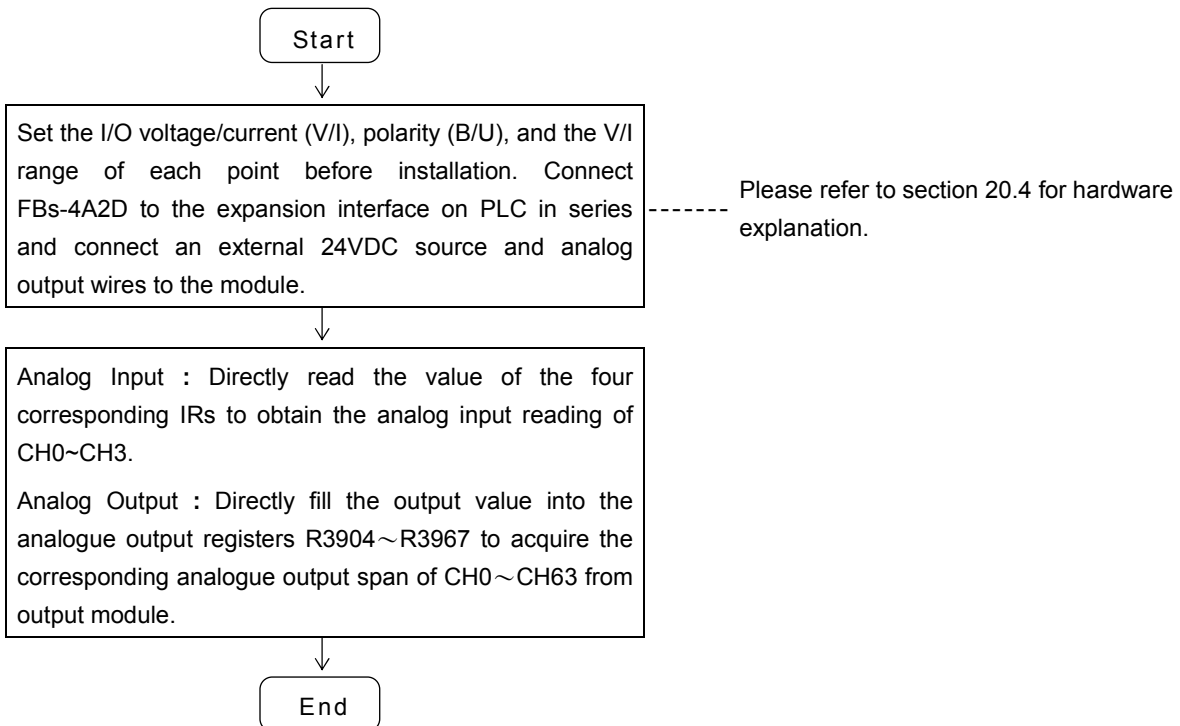 Start
Set the I/O voltage/current (V/I), polarity (B/U), and the V/I
range of each point before installation. Connect
FBs-4A2D to the expansion interface on PLC in series
and connect an external 24VDC source and analog
output wires to the module.
Please refer to section 20.4 for hardware
explanation.
Analog Input : Directly read the value of the four
corresponding IRs to obtain the analog input reading of
CH0~CH3.
Analog Output : Directly fill the output value into the
analogue output registers R3904～R3967 to acquire the
corresponding analogue output span of CH0～CH63 from
output module.
End